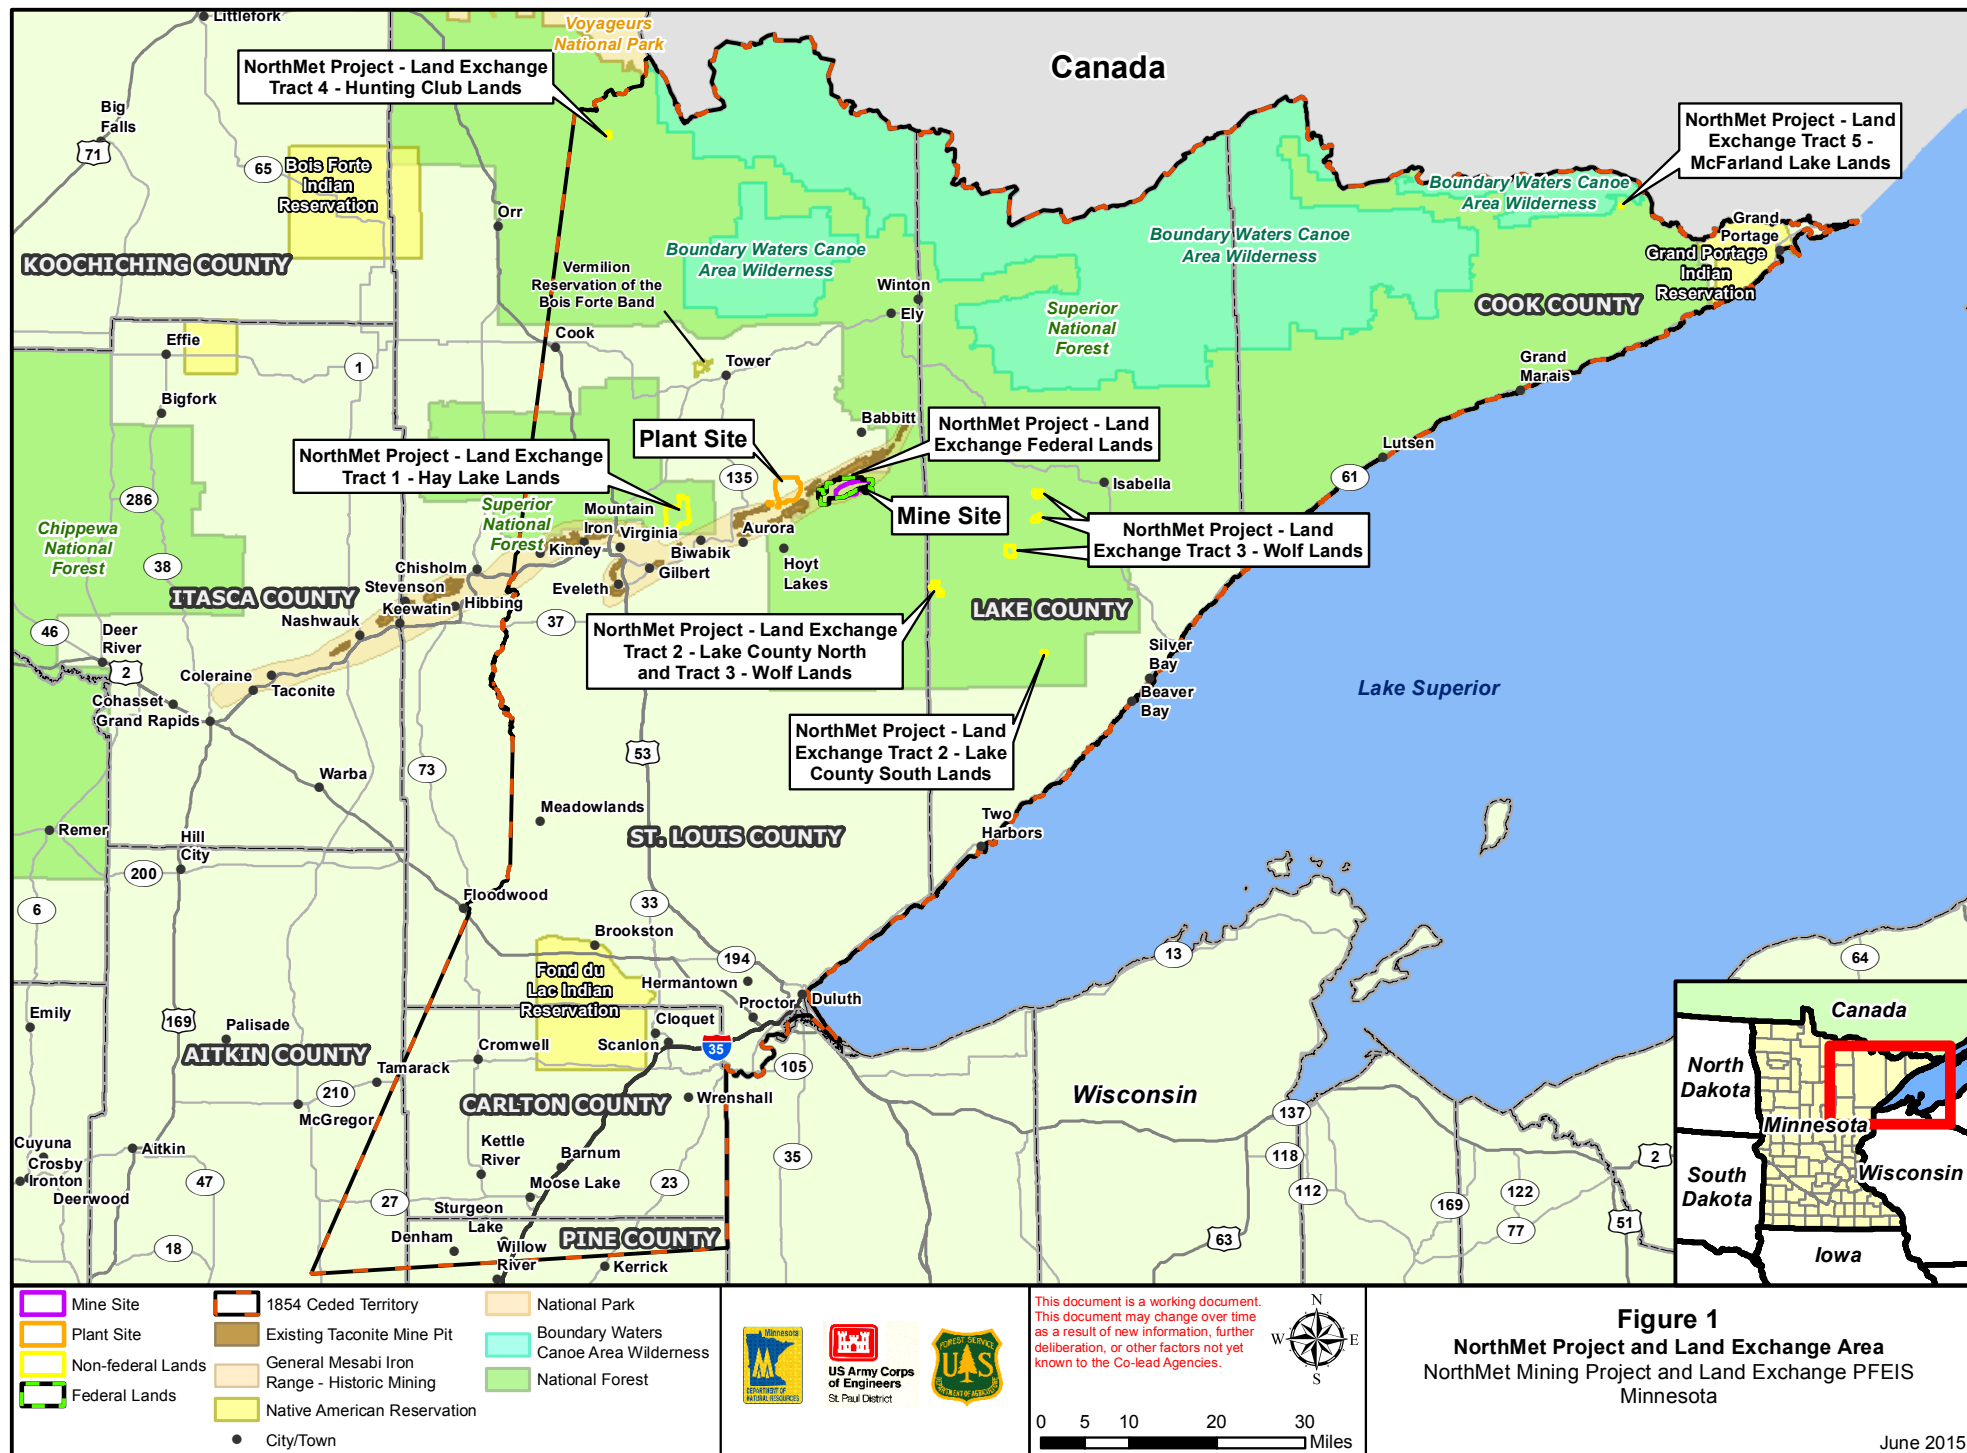 Littlefork
Voyageurs
National Park
Canada
NorthMet Project - Land Exchange
Tract 4 - Hunting Club Lands
Big
Falls
71
65
Bois Forte
Indian
Reservation
NorthMet Project - Land
Exchange Tract 5 -
McFarland Lake Lands
Boundary Waters Canoe
Area Wilderness
Orr
KOOCHICHING COUNTY
Boundary Waters Canoe
Area Wilderness
Boundary Waters Canoe
Area Wilderness
Grand
Portage
Grand Portage
Indian
Reservation
Vermilion
Reservation of the
Bois Forte Band
Winton
Ely
Superior
National
Forest
COOK COUNTY
Effie
Cook
1
Tower
Grand
Marais
Bigfork
Babbitt
NorthMet Project - Land
Exchange Federal Lands
Plant Site
NorthMet Project - Land Exchange
Tract 1 - Hay Lake Lands
135
Lutsen
61
Isabella
286
Superior
National
Forest
Mountain
Iron
Mine Site
Chippewa
National
Forest
Virginia
Aurora
Kinney
Biwabik
NorthMet Project - Land
Exchange Tract 3 - Wolf Lands
38
Chisholm
Gilbert
Hoyt
Lakes
Stevenson
Eveleth
ITASCA COUNTY
Keewatin
Hibbing
LAKE COUNTY
Nashwauk
37
46
Deer
River
2
NorthMet Project - Land Exchange
Tract 2 - Lake County North
and Tract 3 - Wolf Lands
Silver
Bay
Coleraine
Taconite
Beaver
Bay
Lake Superior
Cohasset
Grand Rapids
NorthMet Project - Land
Exchange Tract 2 - Lake
County South Lands
53
73
Warba
Meadowlands
Two
Harbors
Remer
Hill
City
ST. LOUIS COUNTY
200
Floodwood
6
33
Brookston
194
13
64
Fond du
Lac Indian
Reservation
Hermantown
Proctor
Duluth
Emily
169
Palisade
Cloquet
Scanlon
35
AITKIN COUNTY
Cromwell
Tamarack
105
210
McGregor
CARLTON COUNTY
Wrenshall
Wisconsin
137
Cuyuna
Crosby
Ironton
Deerwood
Aitkin
Kettle
River
Barnum
35
118
2
47
Moose Lake
23
112
122
27
Sturgeon
Lake
169
77
51
18
Denham
Willow
River
PINE COUNTY
Kerrick
63
Canada
North
Dakota
Minnesota
South
Dakota
Wisconsin
Iowa
Mine Site
Plant Site
Non-federal Lands
Federal Lands
1854 Ceded Territory
Existing Taconite Mine Pit
General Mesabi Iron
Range - Historic Mining
Native American Reservation
City/Town
National Park
Boundary Waters
Canoe Area Wilderness
National Forest
Minnesota
DEPARTMENT OF
NATURAL RESOURCES
US Army Corps
of Engineers
St. Paul District
FOREST SERVICE
U S
DEPARTMENT OF AGRICULTURE
This document is a working document.
This document may change over time
as a result of new information, further
deliberation, or other factors not yet
known to the Co-lead Agencies.
N
W E
S
0 5 10 20 30
Miles
Figure 1
NorthMet Project and Land Exchange Area
NorthMet Mining Project and Land Exchange PFEIS
Minnesota
June 2015